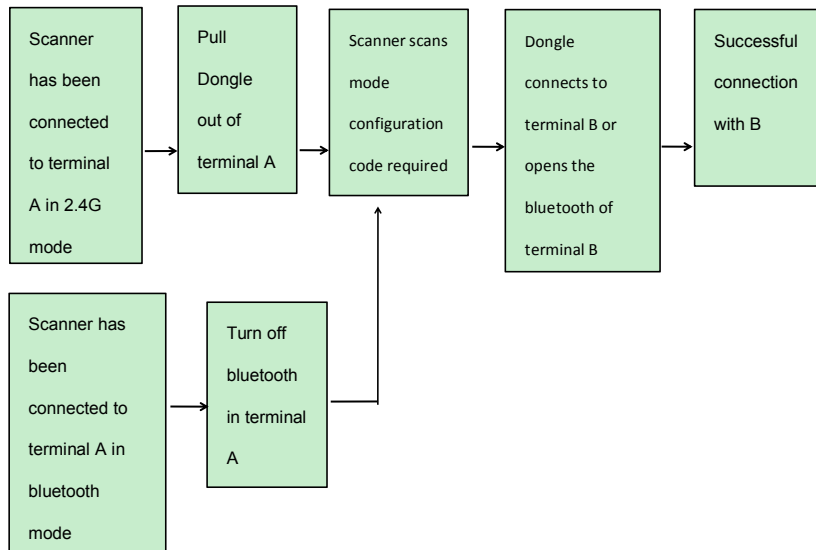 Scanner
has been
connected
to terminal
A in 2.4G
mode
Pull
Dongle
out of
terminal A
Scanner scans
mode
configuration
code required
Dongle
connects to
terminal B or
opens the
bluetooth of
terminal B
Successful
connection
with B
Scanner has
been
connected to
terminal A in
bluetooth
mode
Turn off
bluetooth
in terminal
A